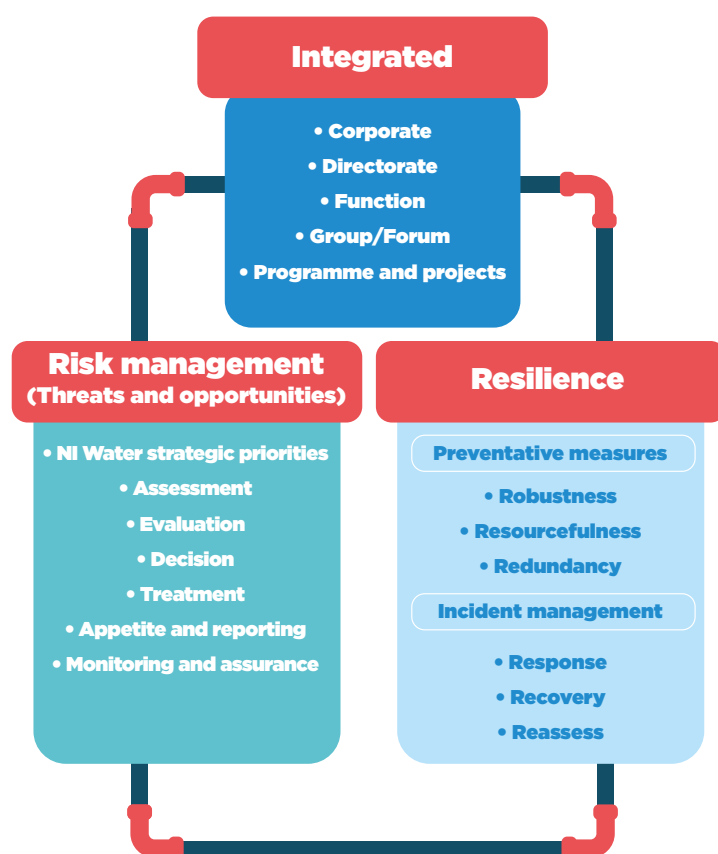 Integrated
• Corporate
• Directorate
• Function
• Group/Forum
• Programme and projects
Risk management
(Threats and opportunities)
• NI Water strategic priorities
• Assessment
• Evaluation
• Decision
• Treatment
• Appetite and reporting
• Monitoring and assurance
Resilience
Preventative measures
• Robustness
• Resourcefulness
• Redundancy
Incident management
• Response
• Recovery
• Reassess